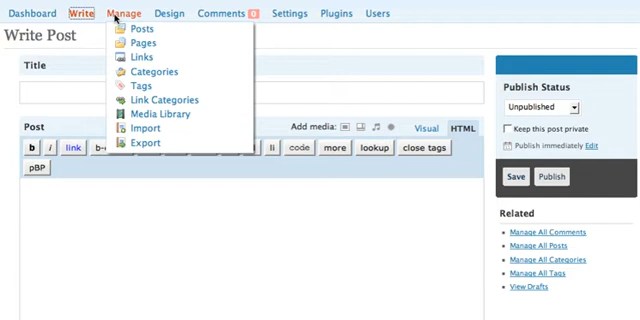 Dashboard Write Manage Design Comments 0 Settings Plugins Users
Write Post
Posts
Pages
Links
Categories
Tags
Link Categories
Media Library
Import
Export
Title
Post Add media: Visual HTML
b i link li code more lookup close tags
pBP
Publish Status
Unpublished
Keep this post private
Publish immediately Edit
Save Publish
Related
Manage All Comments
Manage All Posts
Manage All Categories
Manage All Tags
View Drafts